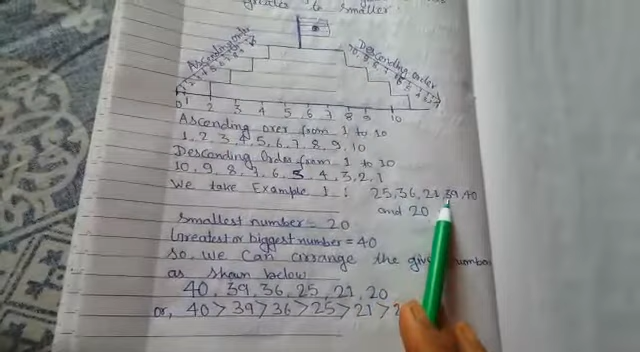 greater to smaller
Ascending order
Descending order
0 1 2 3 4 5 6 7 8 9 10
Ascending orer from 1 to 10
1, 2, 3, 4, 5, 6, 7, 8, 9, 10
Descending Order from 1 to 10
10, 9, 8, 7, 6, 5, 4, 3, 2, 1
We take Example 1: 25, 36, 21, 39, 40
and 20
Smallest number = 20
Greatest or biggest number = 40
So, we can arrange the given number
as shown below
40, 39, 36, 25, 21, 20
or, 40 > 39 > 36 > 25 > 21 > 2